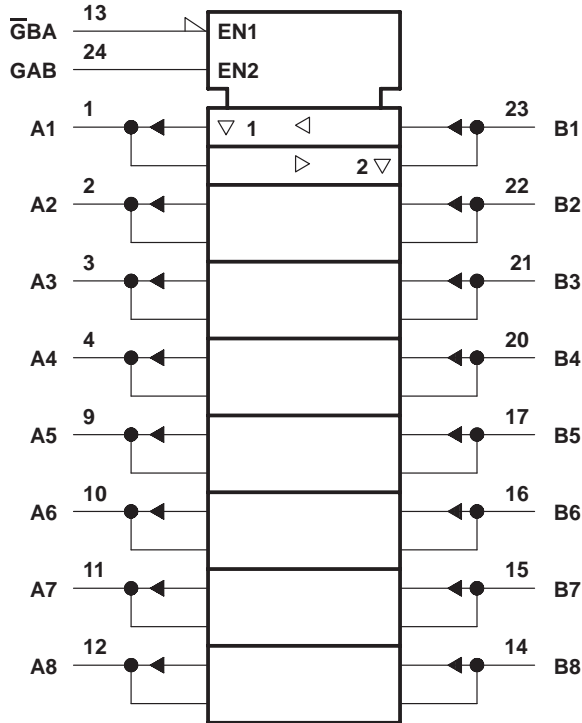 G̅BA 13 EN1
GAB 24 EN2
A1 1 ▽ 1 ◁ 23 B1
▷ 2 ▽
A2 2 22 B2
A3 3 21 B3
A4 4 20 B4
A5 9 17 B5
A6 10 16 B6
A7 11 15 B7
A8 12 14 B8